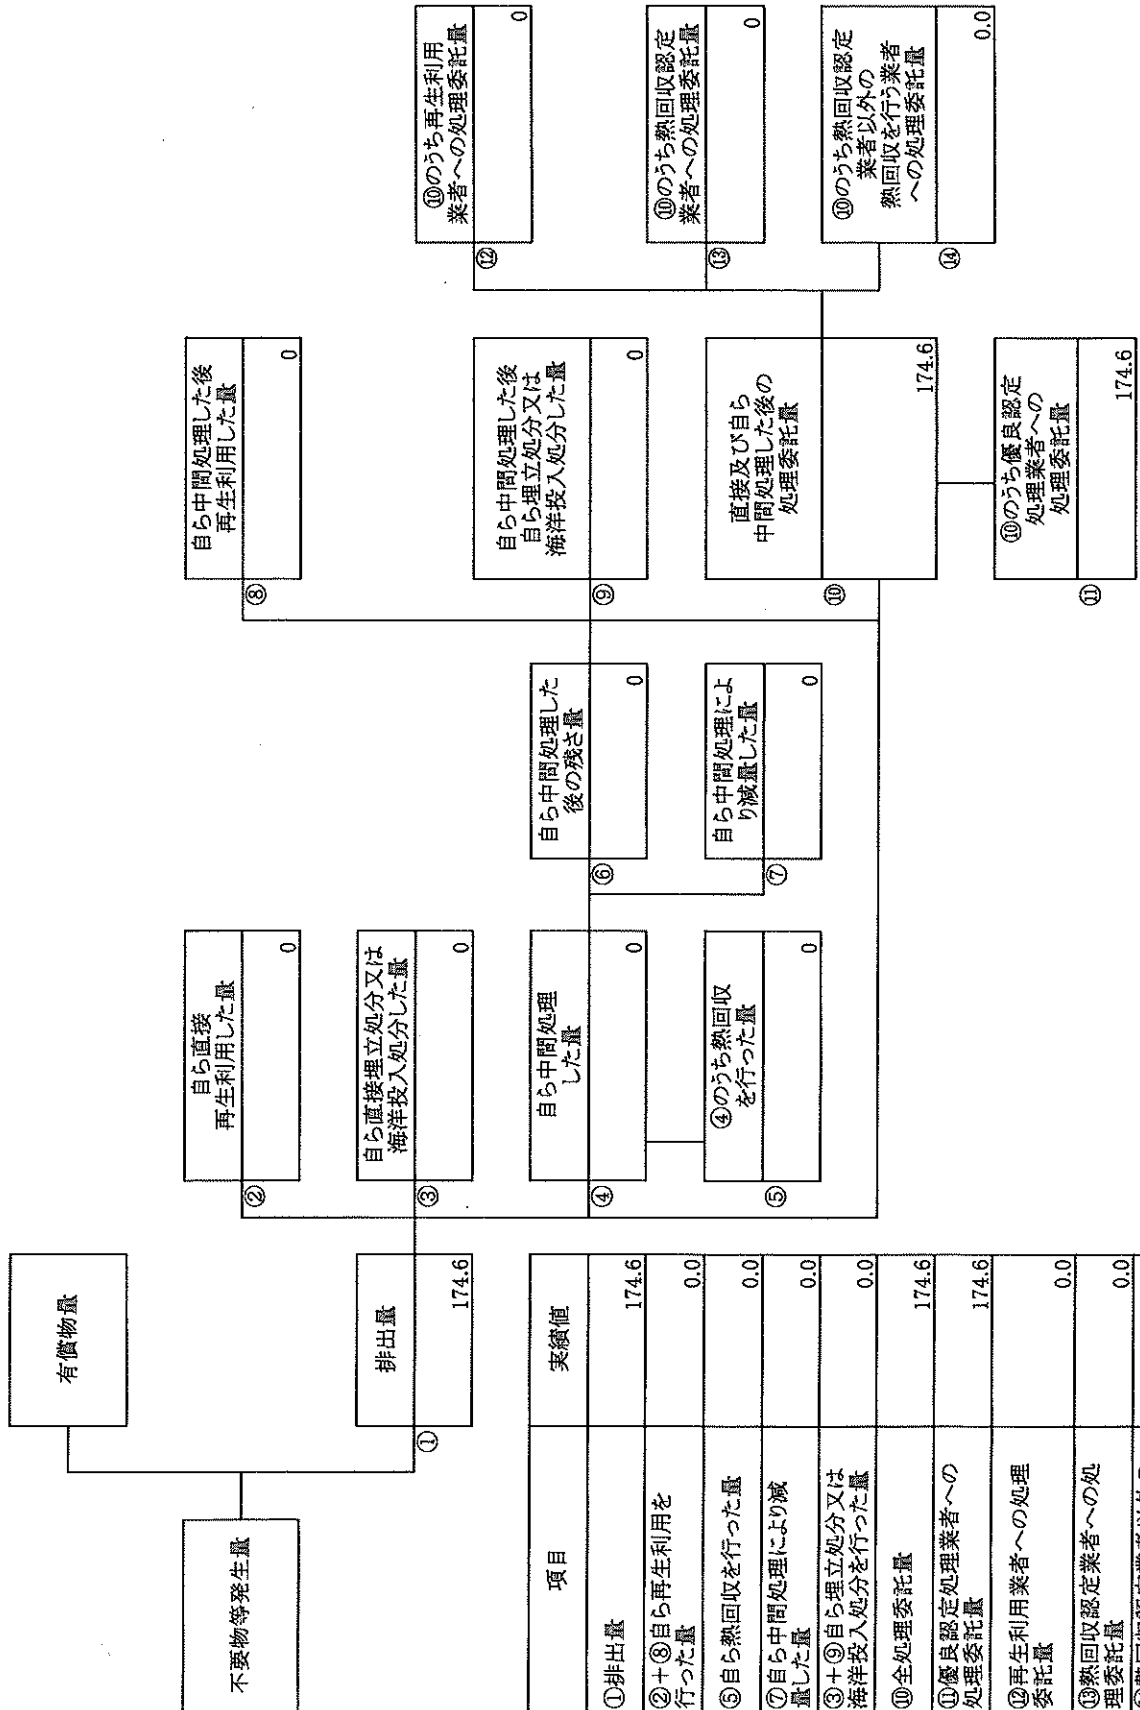 不要物等発生量
有償物量
①
排出量
174.6
②
自ら直接
再生利用した量
0
③
自ら直接埋立処分又は
海洋投入処分した量
0
④
自ら中間処理
した量
0
⑤
④のうち熱回収
を行った量
0
⑥
自ら中間処理した
後の残さ量
0
⑦
自ら中間処理によ
り減量した量
0
⑧
自ら中間処理した後
再生利用した量
0
⑨
自ら中間処理した後
自ら埋立処分又は
海洋投入処分した量
0
⑩
直接及び自ら
中間処理した後の
処理委託量
174.6
⑪
⑩のうち優良認定
処理業者への
処理委託量
174.6
⑫
⑩のうち再生利用
業者への処理委託量
0
⑬
⑩のうち熱回収認定
業者への処理委託量
0
⑭
⑩のうち熱回収認定
業者以外の
熱回収を行う業者
への処理委託量
0.0
項目 実績値
①排出量 174.6
②+⑧自ら再生利用を
行った量 0.0
⑤自ら熱回収を行った量 0.0
⑦自ら中間処理により減
量した量 0.0
③+⑨自ら埋立処分又は
海洋投入処分を行った量 0.0
⑩全処理委託量 174.6
⑪優良認定処理業者への
処理委託量 174.6
⑫再生利用業者への処理
委託量 0.0
⑬熱回収認定業者への処
理委託量 0.0